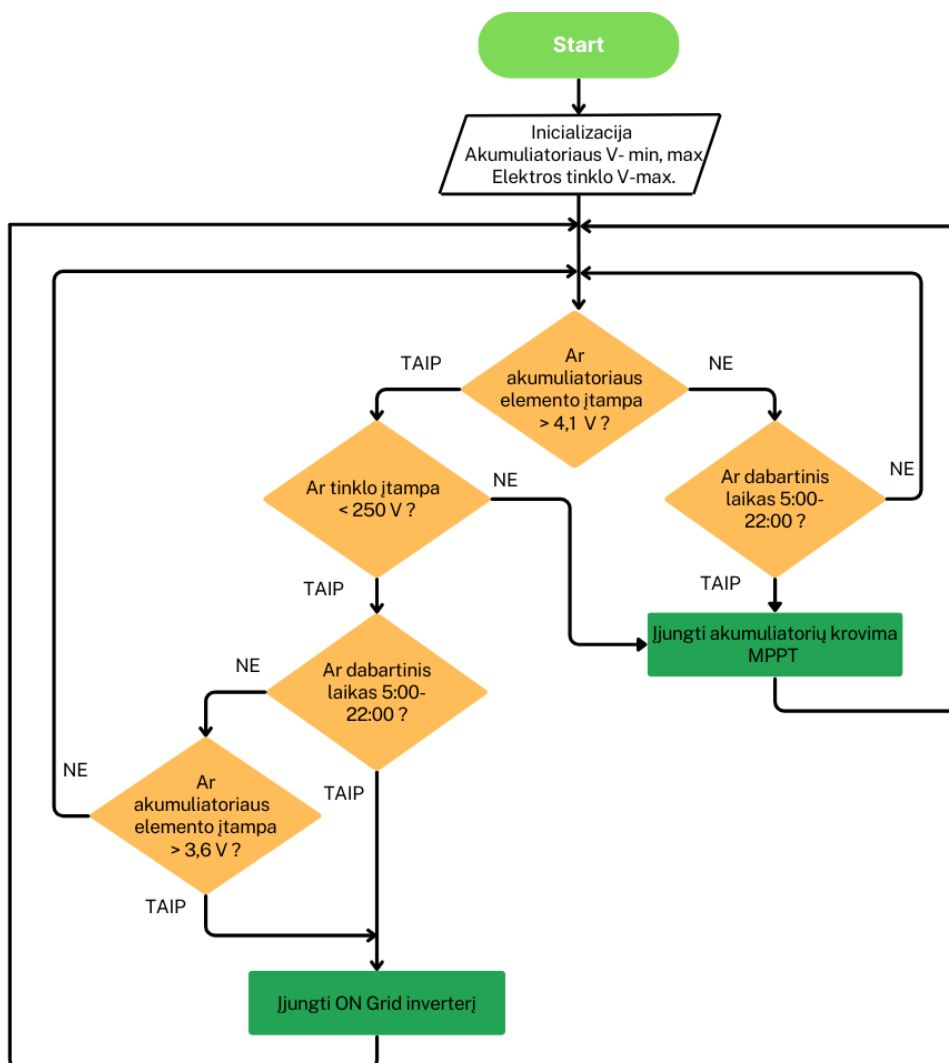 Start
Inicializacija
Akumuliatoriaus V- min, max
Elektros tinklo V-max.
Ar
akumuliatoriaus
elemento įtampa
> 4,1 V ?
TAIP
NE
Ar tinklo įtampa
< 250 V ?
NE
Ar dabartinis
laikas 5:00-
22:00 ?
NE
TAIP
TAIP
Įjungti akumuliatorių krovima
MPPT
Ar dabartinis
laikas 5:00-
22:00 ?
NE
TAIP
Ar
akumuliatoriaus
elemento įtampa
> 3,6 V ?
NE
TAIP
Įjungti ON Grid inverterį